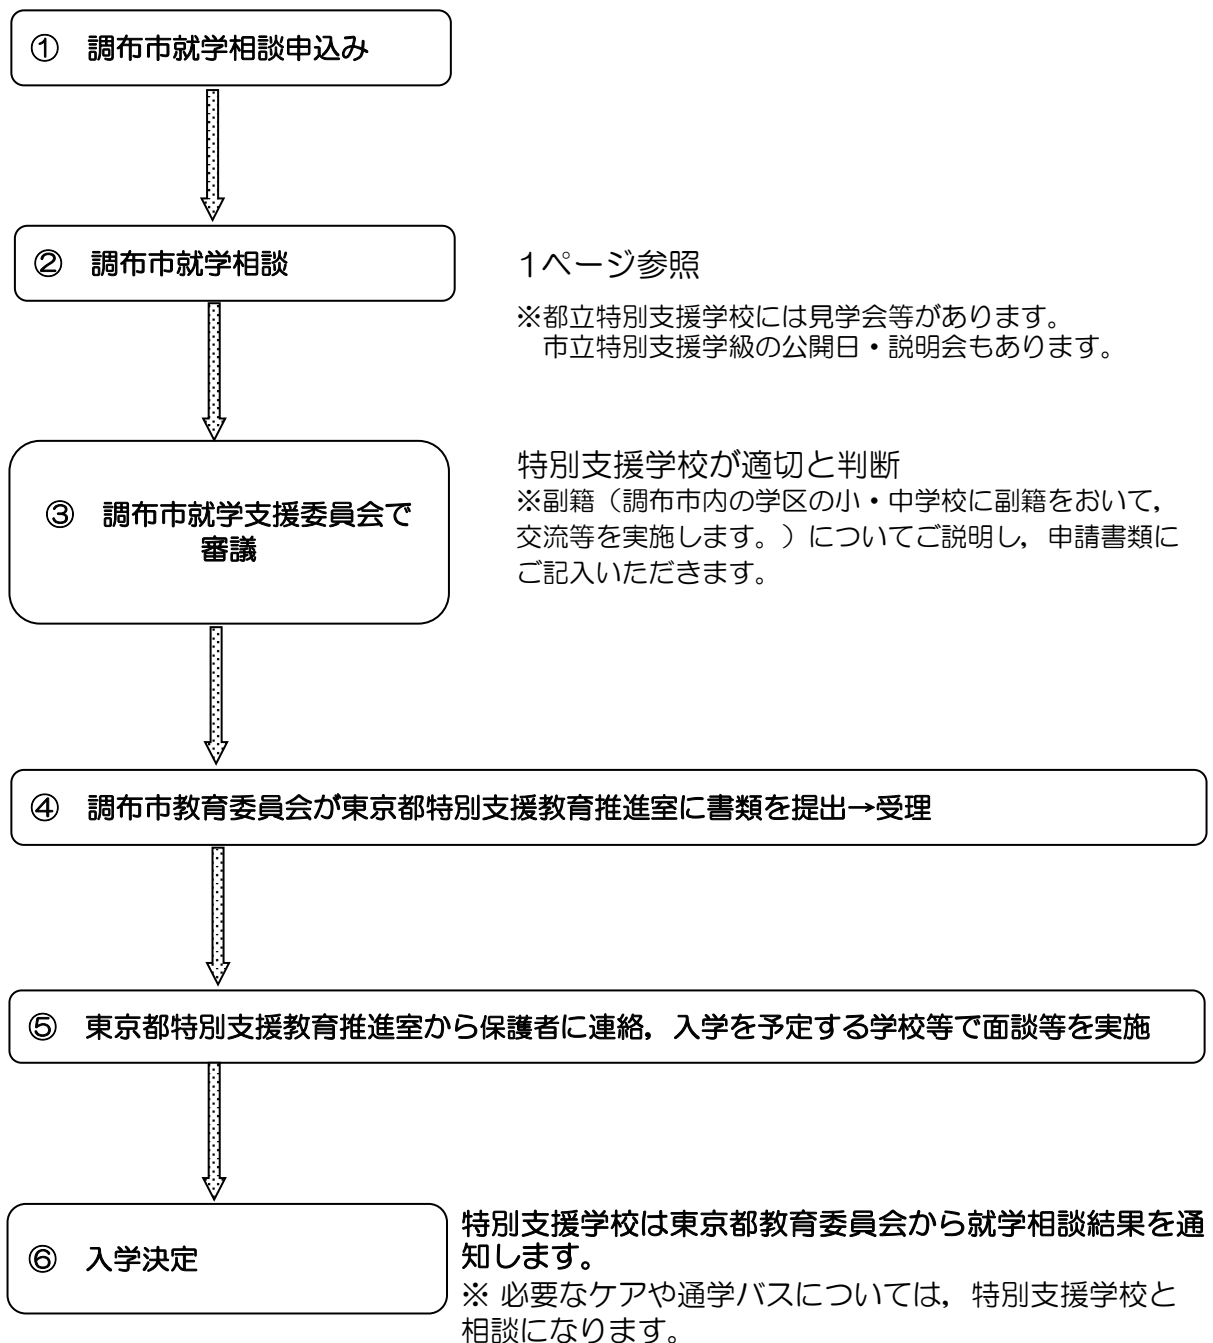 ① 調布市就学相談申込み
② 調布市就学相談
1ページ参照
※都立特別支援学校には見学会等があります。
市立特別支援学級の公開日・説明会もあります。
③ 調布市就学支援委員会で
審議
特別支援学校が適切と判断
※副籍（調布市内の学区の小・中学校に副籍をおいて，
交流等を実施します。）についてご説明し，申請書類に
ご記入いただきます。
④ 調布市教育委員会が東京都特別支援教育推進室に書類を提出→受理
⑤ 東京都特別支援教育推進室から保護者に連絡，入学を予定する学校等で面談等を実施
⑥ 入学決定
特別支援学校は東京都教育委員会から就学相談結果を通
知します。
※ 必要なケアや通学バスについては，特別支援学校と
相談になります。